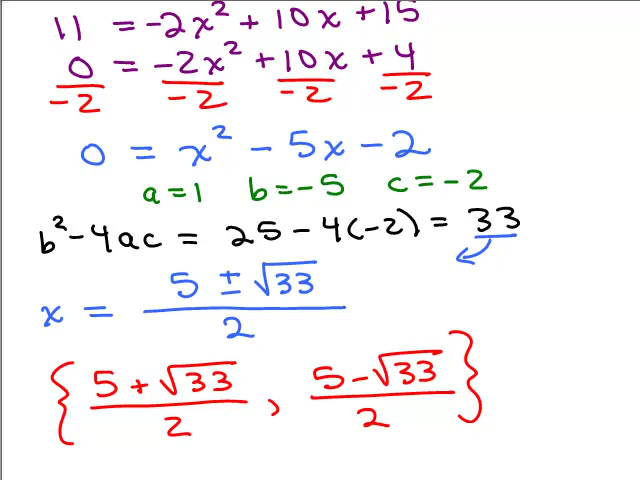 11 = -2x² + 10x + 15
0 = -2x² + 10x + 4
-2 -2 -2 -2
0 = x² - 5x - 2
a = 1 b = -5 c = -2
b² - 4ac = 25 - 4(-2) = 33
x = (5 ± √33)/2
{ (5 + √33)/2 , (5 - √33)/2 }